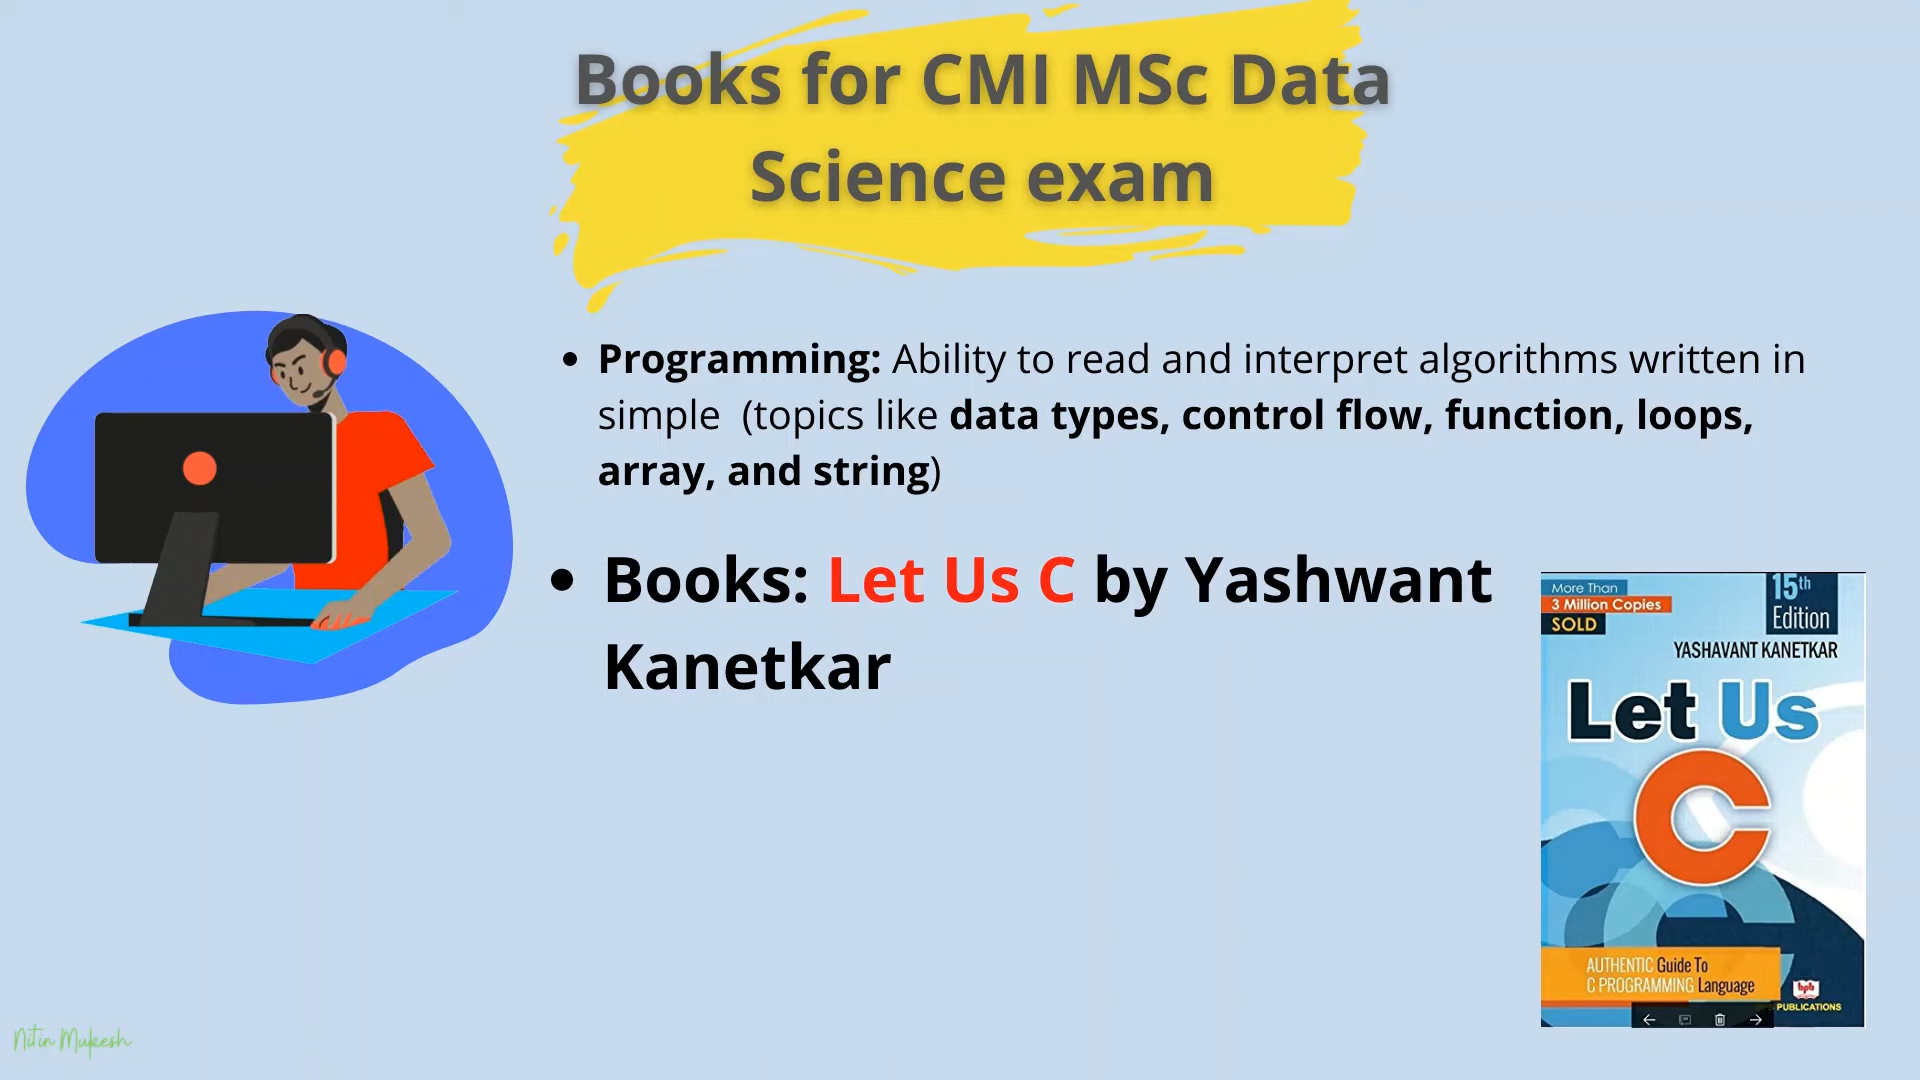 Books for CMI MSc Data
Science exam
Programming: Ability to read and interpret algorithms written in
simple (topics like data types, control flow, function, loops,
array, and string)
Books: Let Us C by Yashwant
Kanetkar
More Than
3 Million Copies
SOLD
15th
Edition
YASHAVANT KANETKAR
Let Us
C
AUTHENTIC Guide To
C PROGRAMMING Language
bpb
PUBLICATIONS
Nitin Mukesh